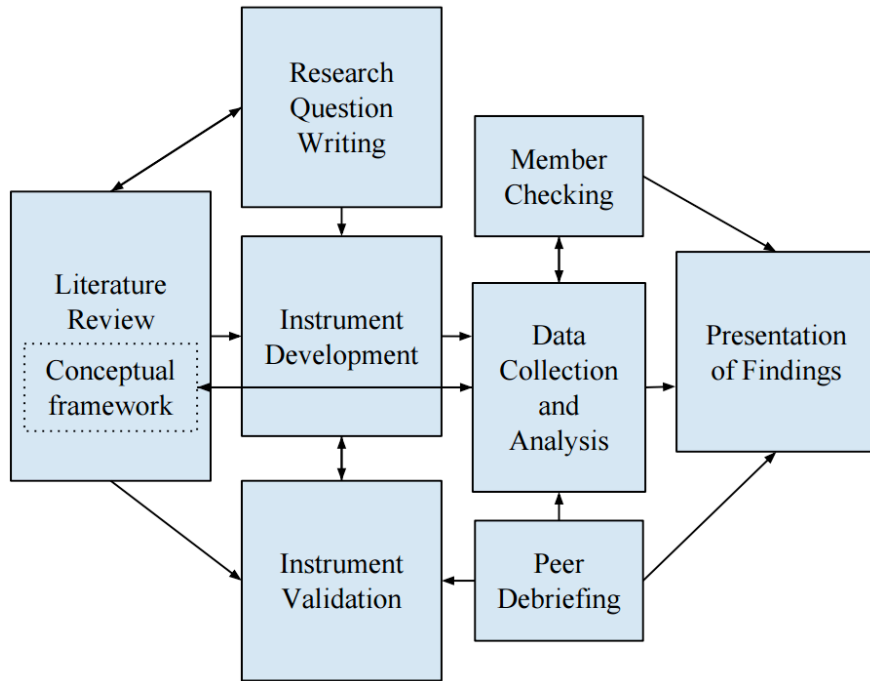 Research
Question
Writing
Member
Checking
Literature
Review
Conceptual
framework
Instrument
Development
Data
Collection
and
Analysis
Presentation
of Findings
Instrument
Validation
Peer
Debriefing